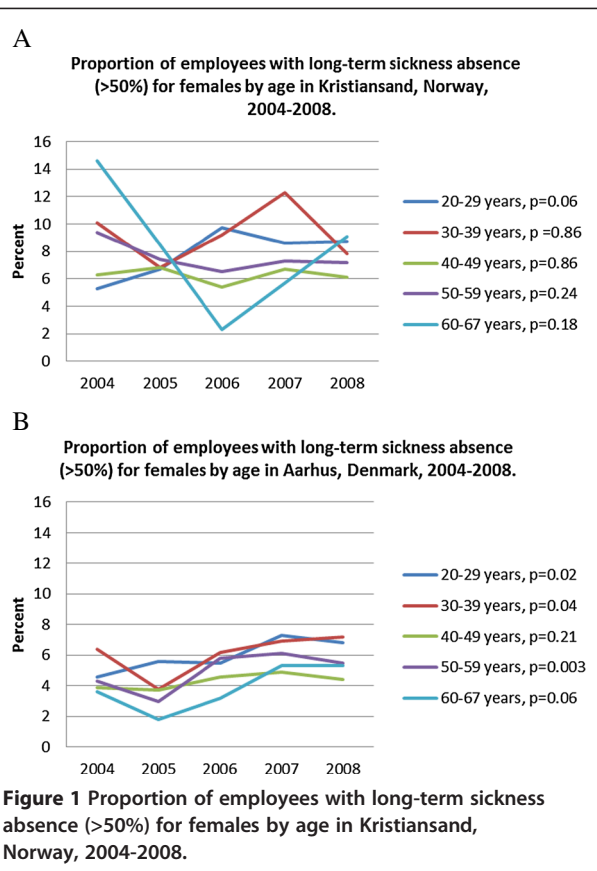 A
Proportion of employees with long-term sickness absence
(>50%) for females by age in Kristiansand, Norway,
2004-2008.
16
14
12
10
8
6
4
2
0
Percent
2004 2005 2006 2007 2008
20-29 years, p=0.06
30-39 years, p =0.86
40-49 years, p=0.86
50-59 years, p=0.24
60-67 years, p=0.18
B
Proportion of employees with long-term sickness absence
(>50%) for females by age in Aarhus, Denmark, 2004-2008.
16
14
12
10
8
6
4
2
0
Percent
2004 2005 2006 2007 2008
20-29 years, p=0.02
30-39 years, p=0.04
40-49 years, p=0.21
50-59 years, p=0.003
60-67 years, p=0.06
Figure 1 Proportion of employees with long-term sickness
absence (>50%) for females by age in Kristiansand,
Norway, 2004-2008.